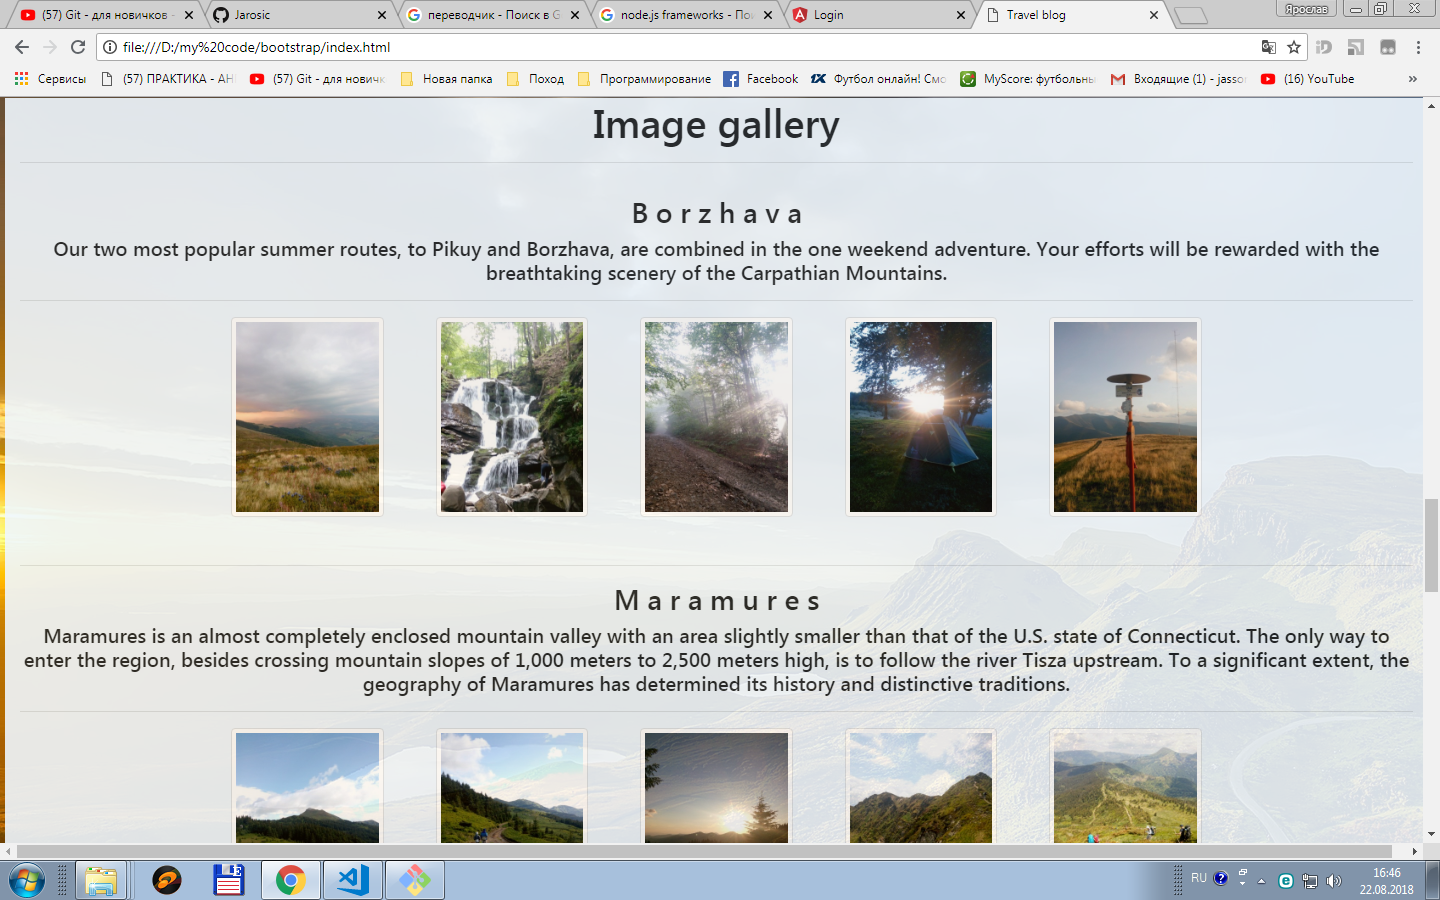 (57) Git - для новичков -
Jarosic
переводчик - Поиск в G
node.js frameworks - Пои
Login
Travel blog
Ярослав
file:///D:/my%20code/bootstrap/index.html
Сервисы
(57) ПРАКТИКА - АН
(57) Git - для новичк
Новая папка
Поход
Программирование
Facebook
Футбол онлайн! Смо
MyScore: футбольны
Входящие (1) - jasso
(16) YouTube
Image gallery
Borzhava
Our two most popular summer routes, to Pikuy and Borzhava, are combined in the one weekend adventure. Your efforts will be rewarded with the
breathtaking scenery of the Carpathian Mountains.
Maramures
Maramures is an almost completely enclosed mountain valley with an area slightly smaller than that of the U.S. state of Connecticut. The only way to
enter the region, besides crossing mountain slopes of 1,000 meters to 2,500 meters high, is to follow the river Tisza upstream. To a significant extent, the
geography of Maramures has determined its history and distinctive traditions.
RU
16:46
22.08.2018